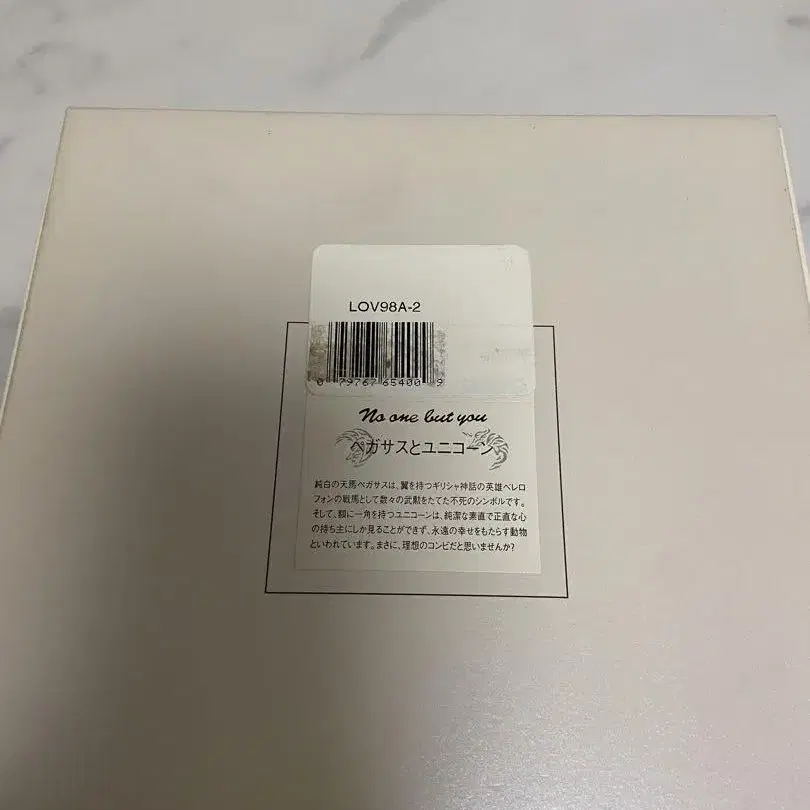 LOV98A-2
0 79767 65400 9
No one but you
ペガサスとユニコーン
純白の天馬ペガサスは、翼を持つギリシャ神話の英雄ベレロ
フォンの戦馬として数々の武勲をたてた不死のシンボルです。
そして、額に一角を持つユニコーンは、純潔な素直で正直な心
の持ち主にしか見ることができず、永遠の幸せをもたらす動物
といわれています。まさに、理想のコンビだと思いませんか?